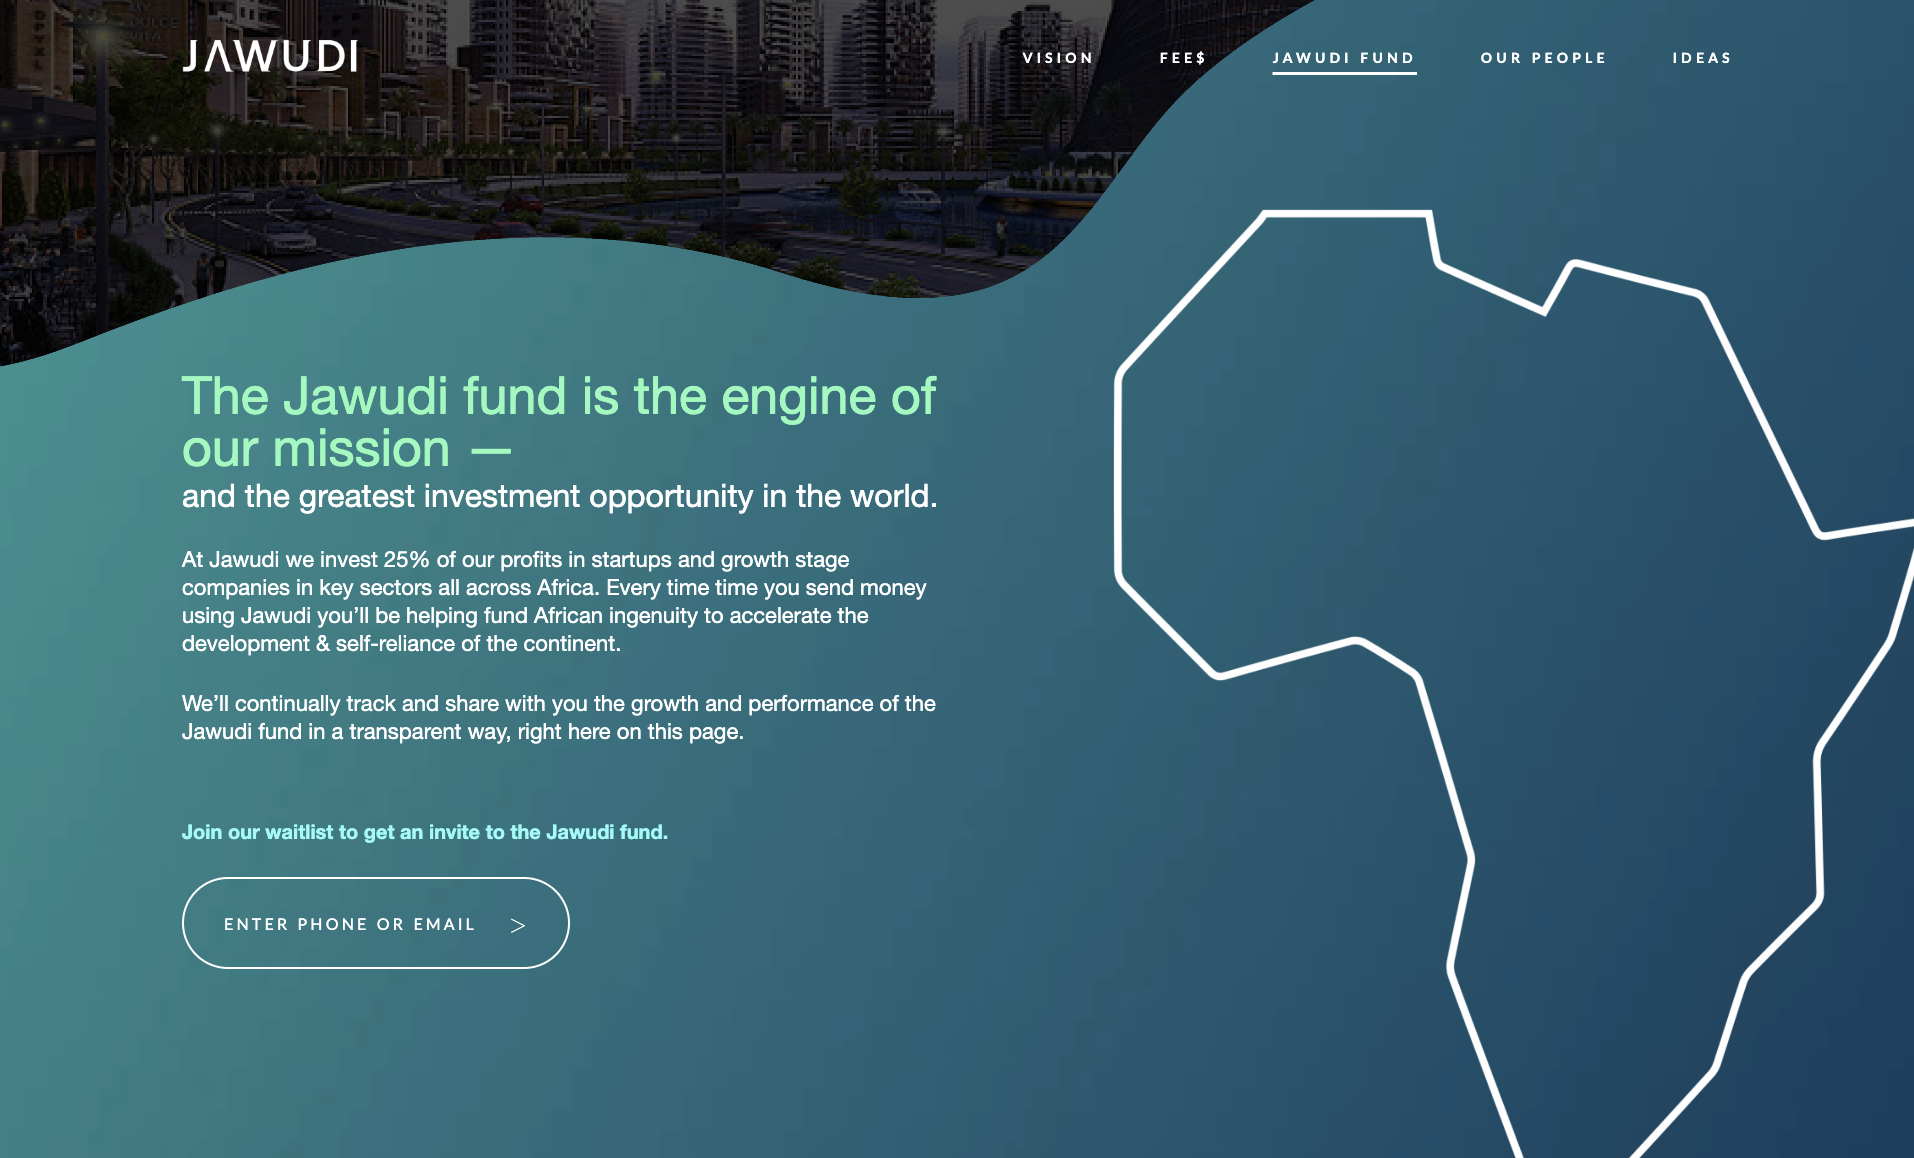 JAWUDI
VISION
FEE$
JAWUDI FUND
OUR PEOPLE
IDEAS
The Jawudi fund is the engine of
our mission —
and the greatest investment opportunity in the world.
At Jawudi we invest 25% of our profits in startups and growth stage
companies in key sectors all across Africa. Every time time you send money
using Jawudi you’ll be helping fund African ingenuity to accelerate the
development & self-reliance of the continent.
We’ll continually track and share with you the growth and performance of the
Jawudi fund in a transparent way, right here on this page.
Join our waitlist to get an invite to the Jawudi fund.
ENTER PHONE OR EMAIL >